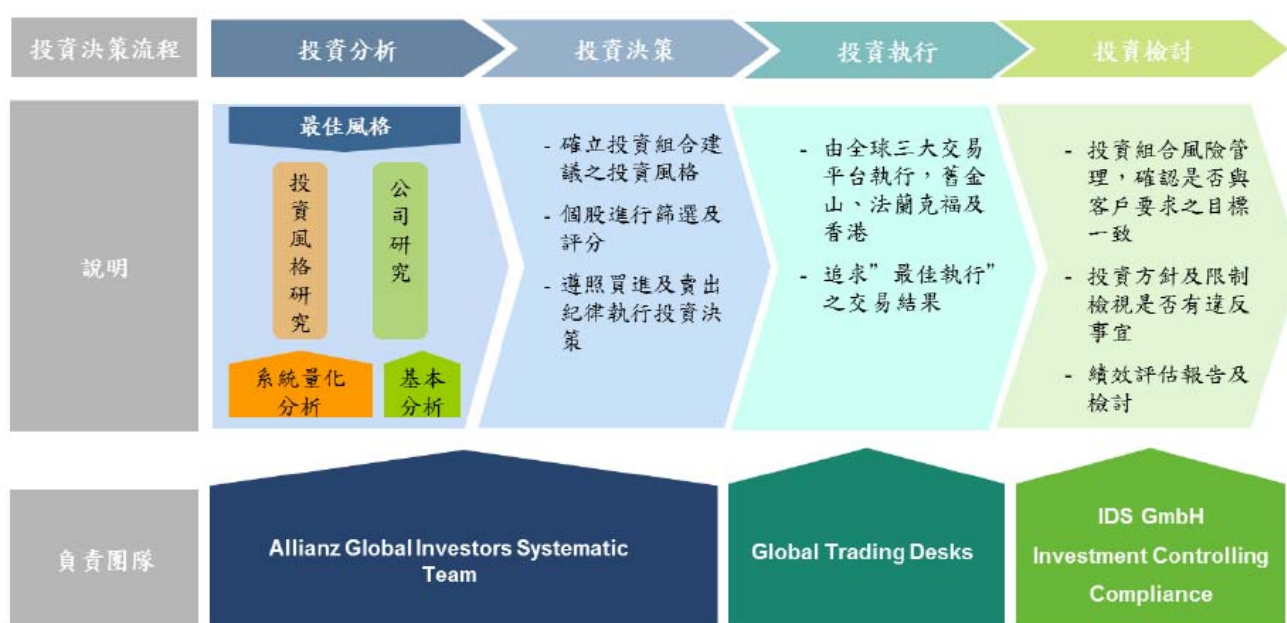 投資決策流程
投資分析
投資決策
投資執行
投資檢討
說明
最佳風格
投資風格研究
公司研究
系統量化
分析
基本
分析
- 確立投資組合建
議之投資風格
- 個股進行篩選及
評分
- 遵照買進及賣出
紀律執行投資決
策
- 由全球三大交易
平台執行，舊金
山、法蘭克福及
香港
- 追求”最佳執行”
之交易結果
- 投資組合風險管
理，確認是否與
客戶要求之目標
一致
- 投資方針及限制
檢視是否有違反
事宜
- 績效評估報告及
檢討
負責團隊
Allianz Global Investors Systematic
Team
Global Trading Desks
IDS GmbH
Investment Controlling
Compliance